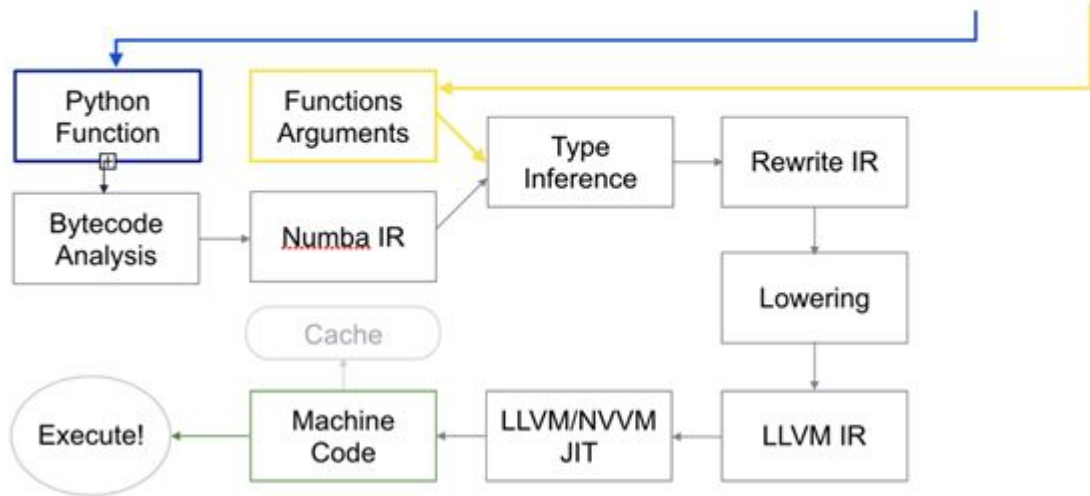 Python
Function
Functions
Arguments
Type
Inference
Rewrite IR
Bytecode
Analysis
Numba IR
Lowering
Cache
Execute!
Machine
Code
LLVM/NVVM
JIT
LLVM IR